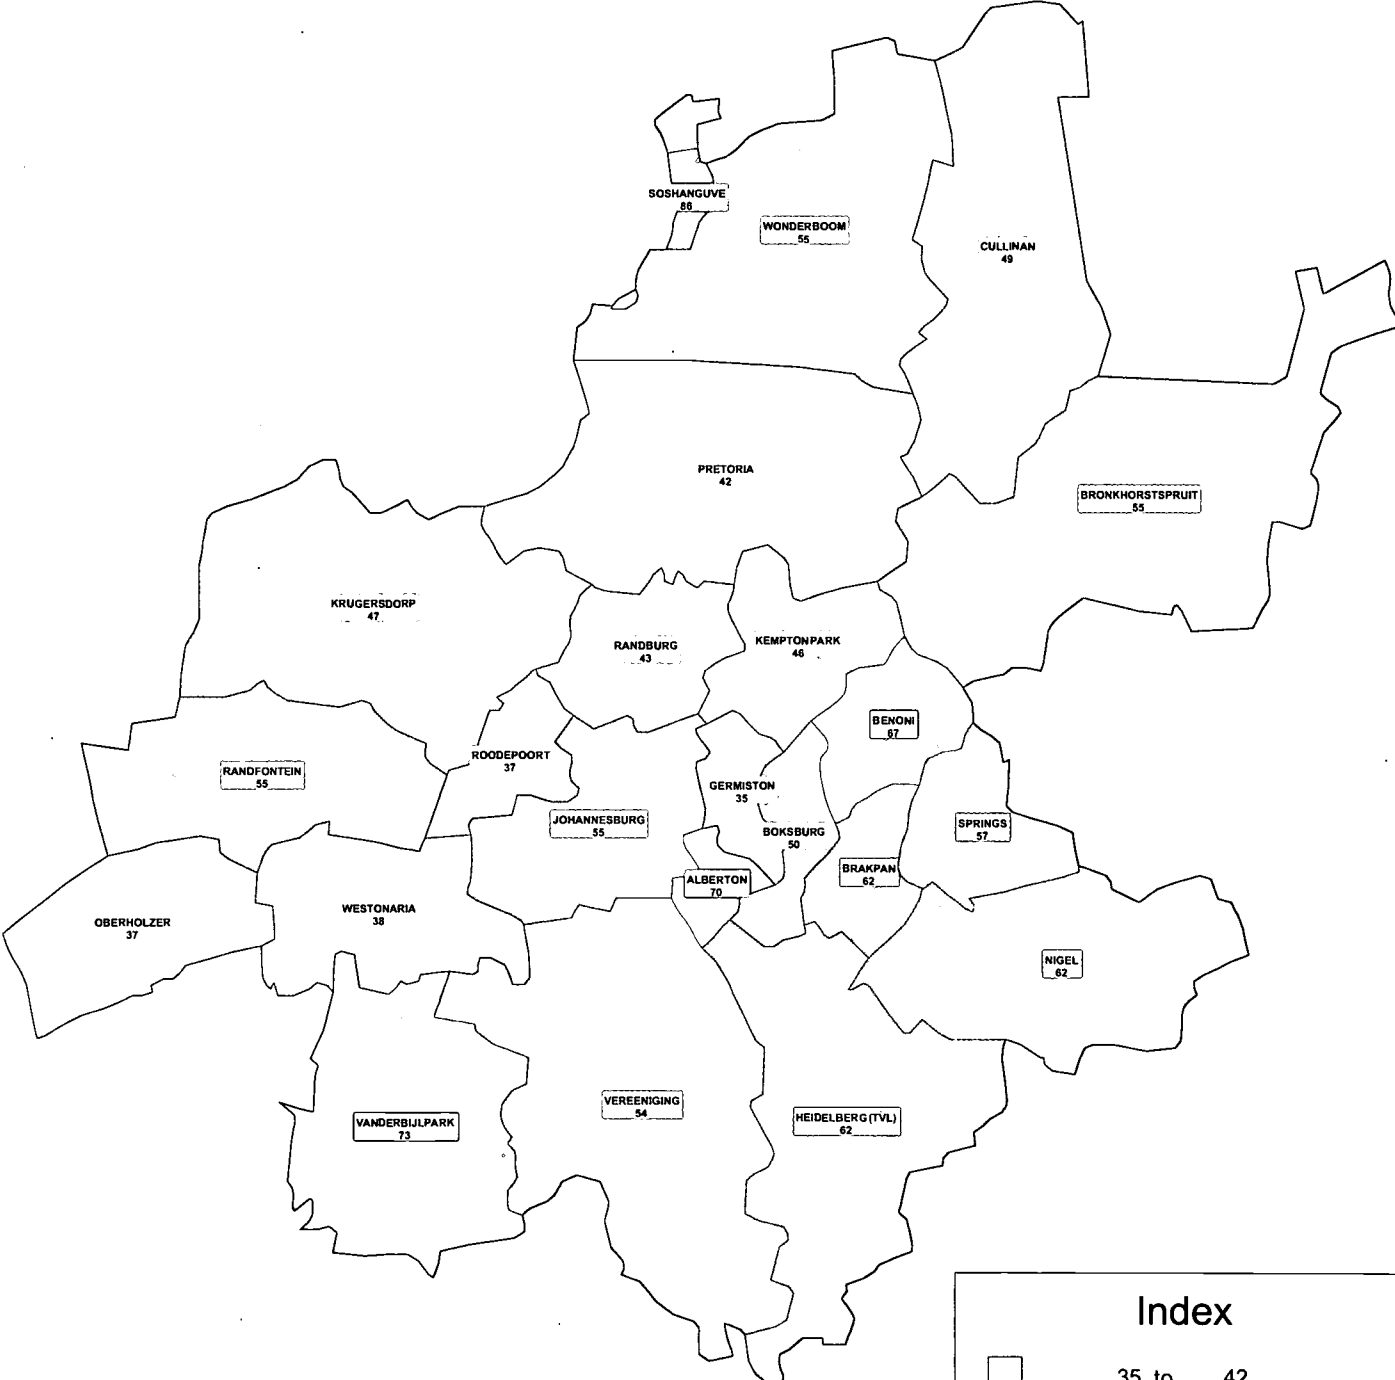 SOSHANGUVE
86
WONDERBOOM
55
CULLINAN
49
PRETORIA
42
BRONKHORSTSPRUIT
55
KRUGERSDORP
47
RANDBURG
43
KEMPTONPARK
46
BENONI
67
ROODEPOORT
37
RANDFONTEIN
55
GERMISTON
35
JOHANNESBURG
55
BOKSBURG
50
SPRINGS
57
BRAKPAN
62
ALBERTON
70
OBERHOLZER
37
WESTONARIA
38
NIGEL
62
VEREENIGING
54
VANDERBIJLPARK
73
HEIDELBERG (TVL)
62
Index
35 to 42